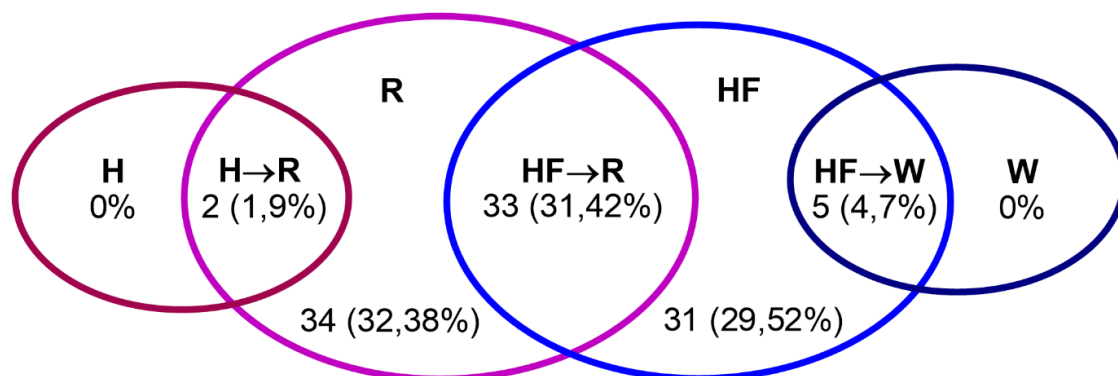 R
HF
H
H→R
HF→R
HF→W
W
0%
2 (1,9%)
33 (31,42%)
5 (4,7%)
0%
34 (32,38%)
31 (29,52%)